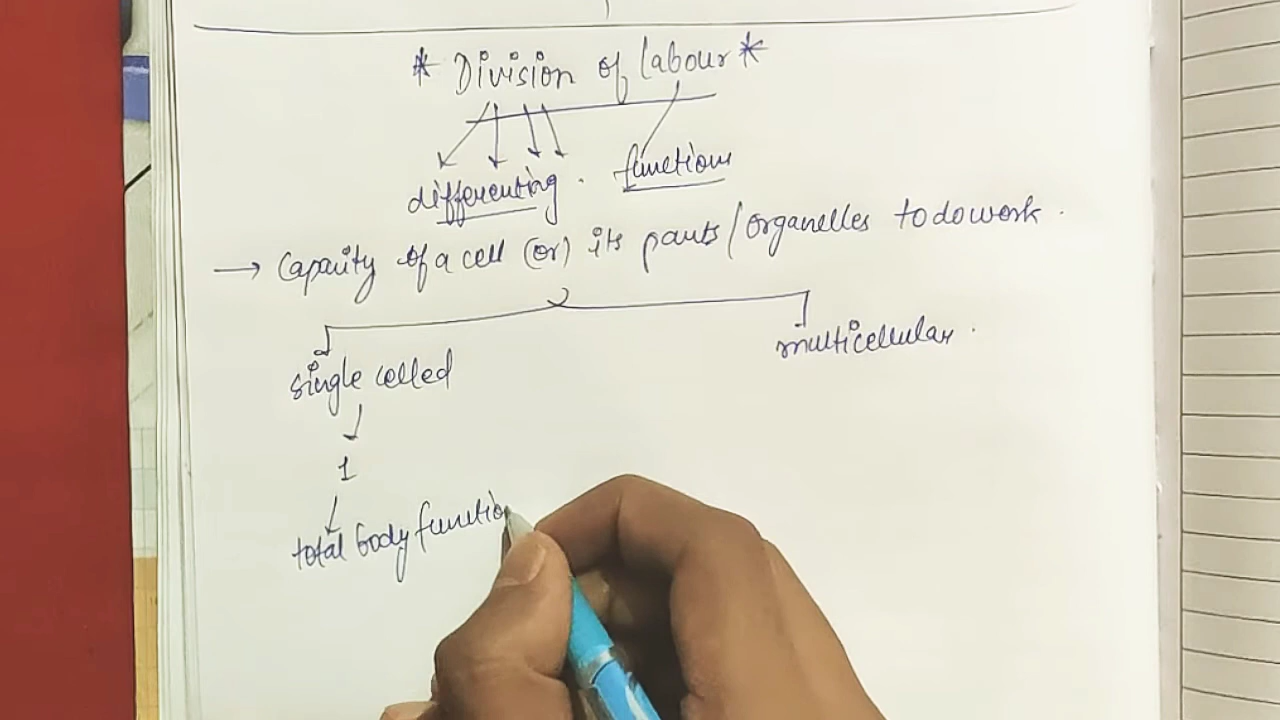 * Division of labour *
differenting. functions
→ Capacity of a cell (or) its parts/organelles to do work.
single celled
multicellular.
1
total body functio